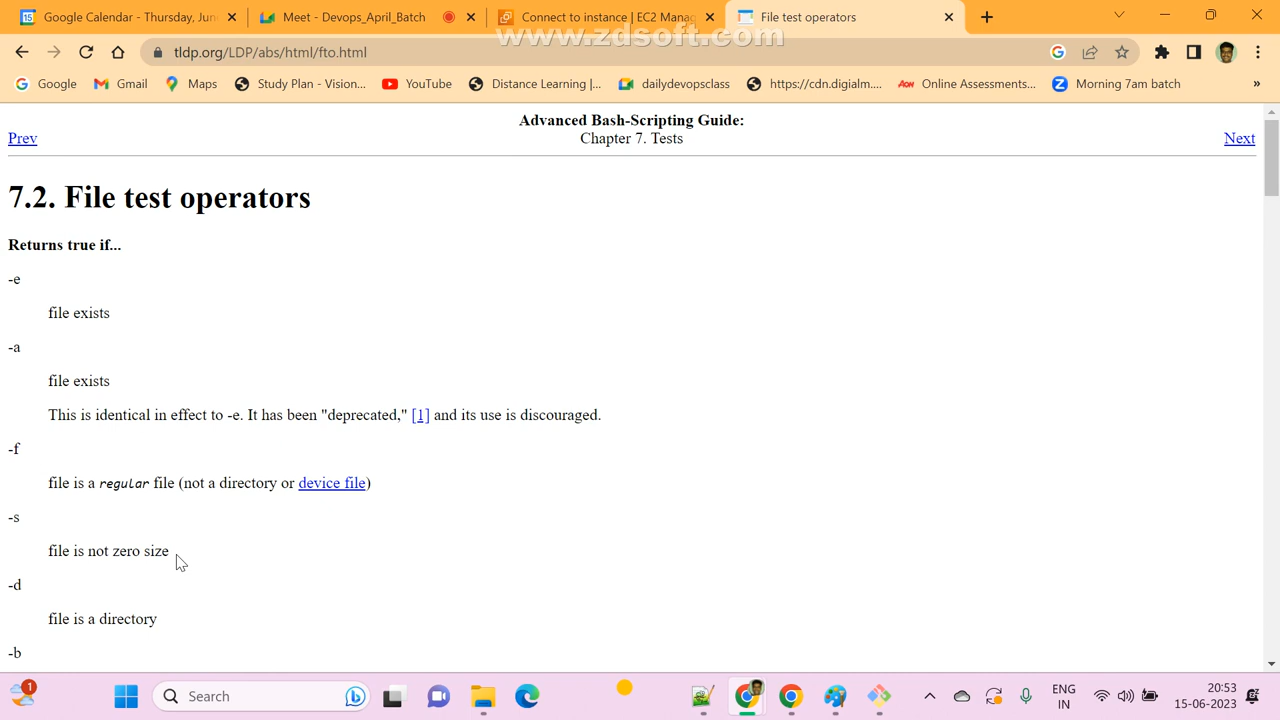 Google Calendar - Thursday, Jun
Meet - Devops_April_Batch
Connect to instance | EC2 Manag
File test operators
www.zdsoft.com
tldp.org/LDP/abs/html/fto.html
Google
Gmail
Maps
Study Plan - Vision...
YouTube
Distance Learning |...
dailydevopsclass
https://cdn.digialm....
AON
Online Assessments...
Morning 7am batch
»
Advanced Bash-Scripting Guide:
Prev
Chapter 7. Tests
Next
7.2. File test operators
Returns true if...
-e
file exists
-a
file exists
This is identical in effect to -e. It has been "deprecated," [1] and its use is discouraged.
-f
file is a regular file (not a directory or device file)
-s
file is not zero size
-d
file is a directory
-b
1
Search
ENG
IN
20:53
15-06-2023